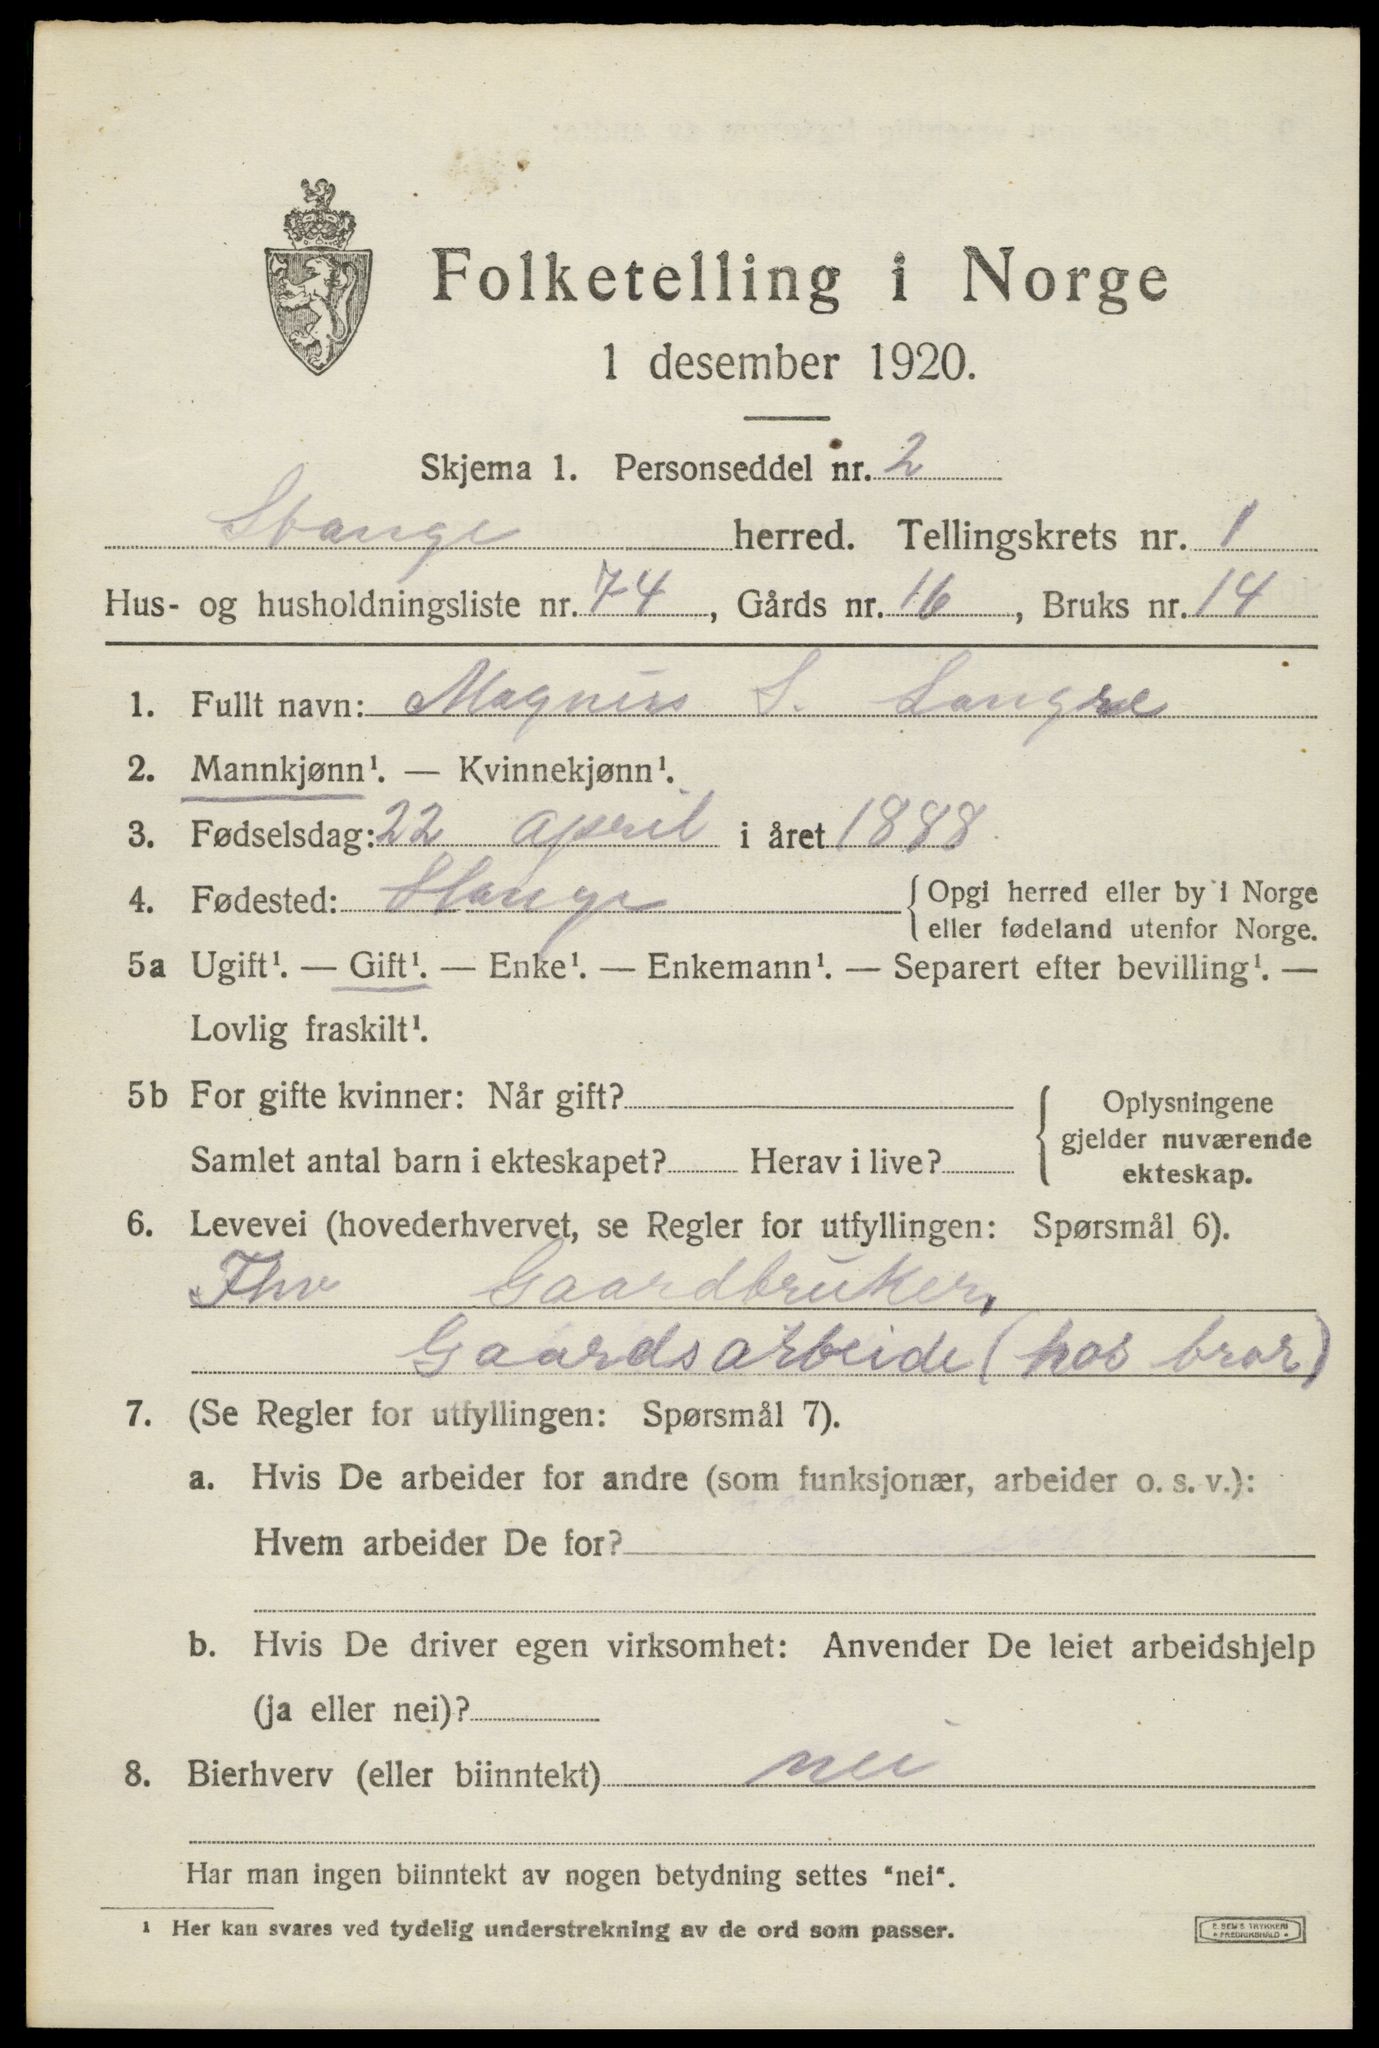 Folketelling i Norge
1 desember 1920.
Skjema 1. Personseddel nr. 2
Stange herred. Tellingskrets nr. 1
Hus- og husholdningsliste nr. 74, Gårds nr. 16, Bruks nr. 14
1. Fullt navn: Magnus S.
2. Mannkjønn¹. — Kvinnekjønn¹.
3. Fødselsdag: 22 april i året 1888
4. Fødested: Stange { Opgi herred eller by i Norge
eller fødeland utenfor Norge.
5a Ugift¹. — Gift¹. — Enke¹. — Enkemann¹. — Separert efter bevilling¹. —
Lovlig fraskilt¹.
5b For gifte kvinner: Når gift? { Oplysningene
gjelder nuværende
Samlet antal barn i ekteskapet? Herav i live?
ekteskap.
6. Levevei (hovederhvervet, se Regler for utfyllingen: Spørsmål 6).
Fhv Gaardbruker,
Gaardsarbeide (hos bror)
7. (Se Regler for utfyllingen: Spørsmål 7).
a. Hvis De arbeider for andre (som funksjonær, arbeider o. s. v.):
Hvem arbeider De for?
b. Hvis De driver egen virksomhet: Anvender De leiet arbeidshjelp
(ja eller nei)?
8. Bierhverv (eller biinntekt) nei
Har man ingen biinntekt av nogen betydning settes "nei".
¹ Her kan svares ved tydelig understrekning av de ord som passer.
E. SEM'S TRYKKERI
FREDRIKSHALD